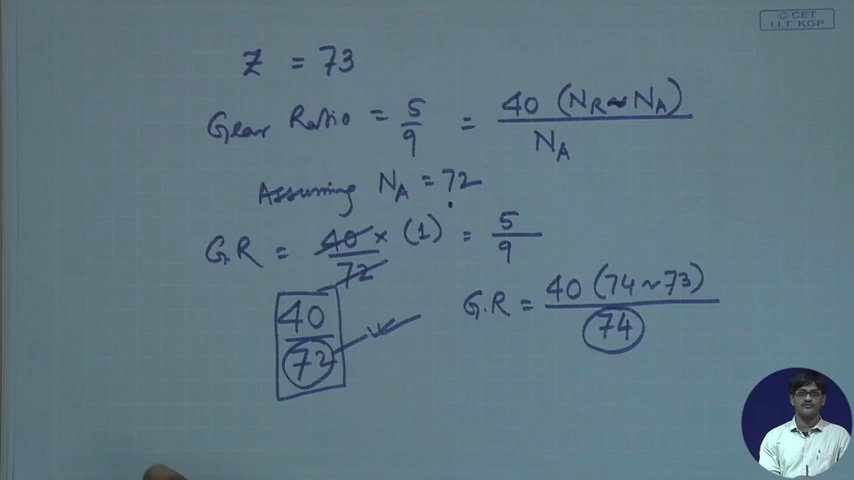 © CET
I.I.T. KGP
Z = 73
Gear Ratio = 5/9 = 40 (NR ~ NA) / NA
Assuming NA = 72
G.R = 40/72 × (1) = 5/9
40/72
G.R = 40 (74 ~ 73) / 74